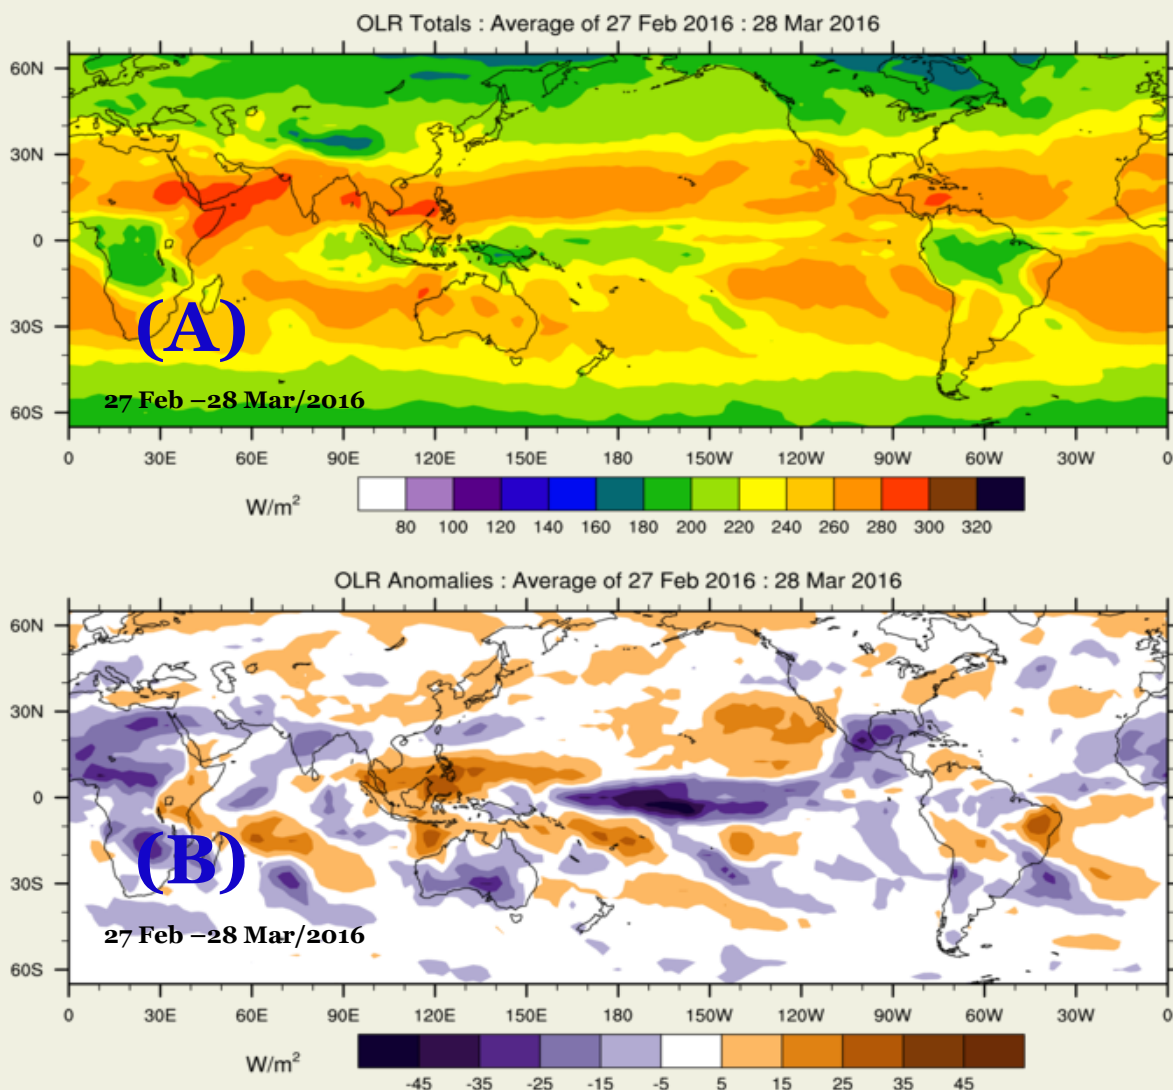 OLR Totals : Average of 27 Feb 2016 : 28 Mar 2016
60N
30N
0
30S
60S
(A)
27 Feb –28 Mar/2016
0 30E 60E 90E 120E 150E 180 150W 120W 90W 60W 30W
W/m²
80 100 120 140 160 180 200 220 240 260 280 300 320
OLR Anomalies : Average of 27 Feb 2016 : 28 Mar 2016
60N
30N
0
30S
60S
(B)
27 Feb –28 Mar/2016
0 30E 60E 90E 120E 150E 180 150W 120W 90W 60W 30W
W/m²
-45 -35 -25 -15 -5 5 15 25 35 45